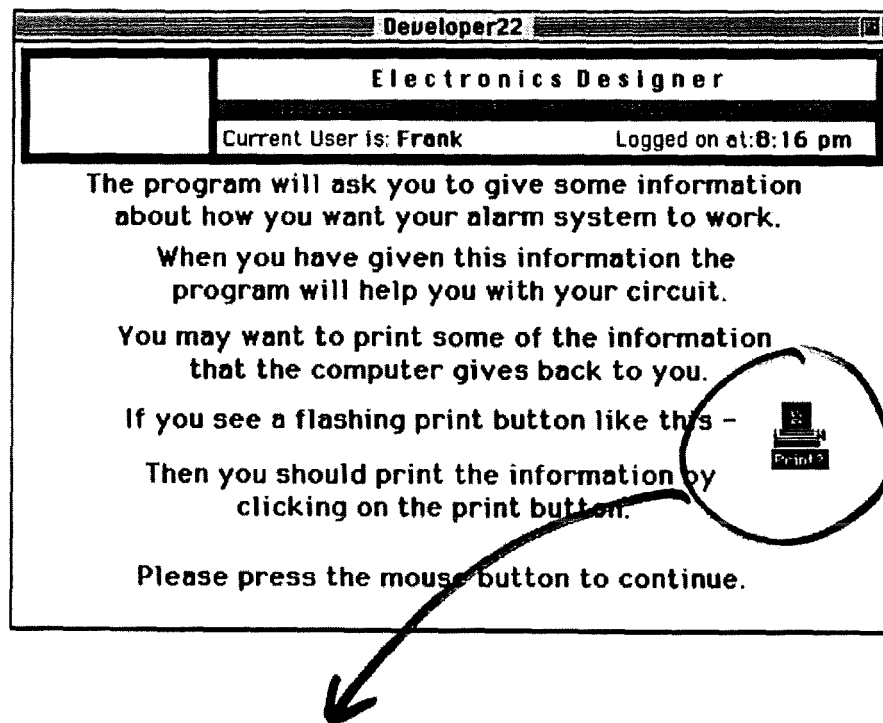 Developer22
Electronics Designer
Current User is: Frank Logged on at:8:16 pm
The program will ask you to give some information
about how you want your alarm system to work.
When you have given this information the
program will help you with your circuit.
You may want to print some of the information
that the computer gives back to you.
If you see a flashing print button like this -
Print?
Then you should print the information by
clicking on the print button.
Please press the mouse button to continue.